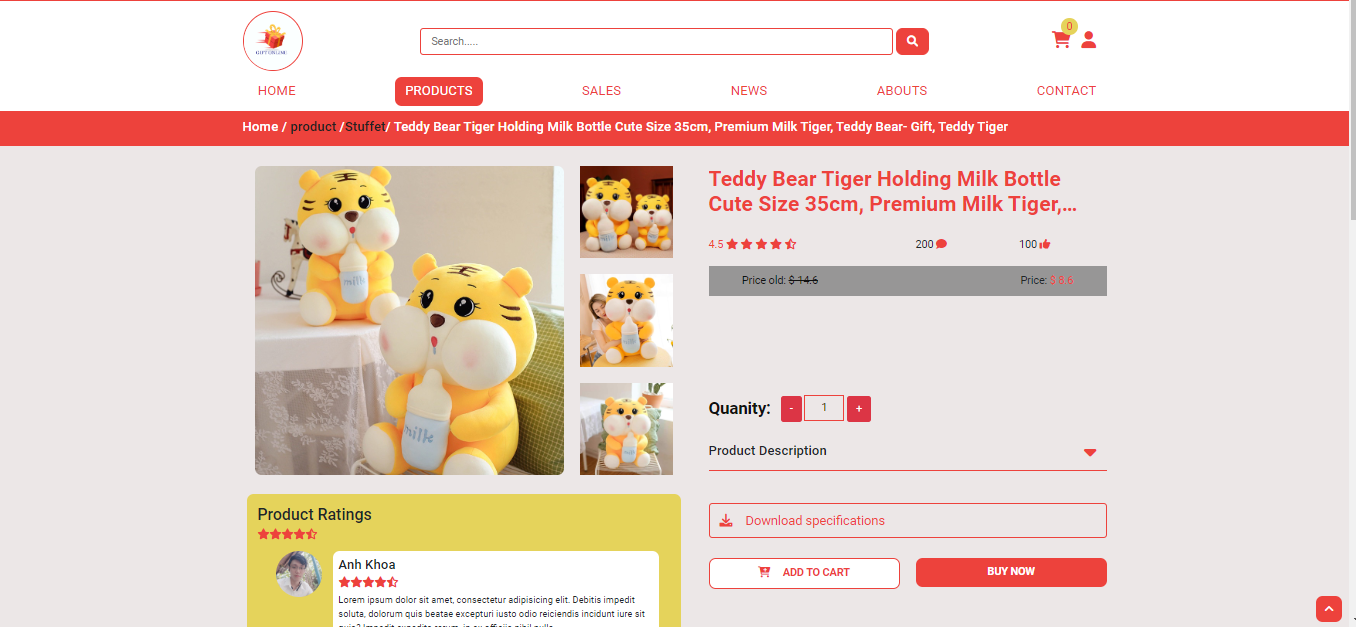 GIFT ONLINE
Search.....
0
HOME
PRODUCTS
SALES
NEWS
ABOUTS
CONTACT
Home / product /Stuffet/ Teddy Bear Tiger Holding Milk Bottle Cute Size 35cm, Premium Milk Tiger, Teddy Bear- Gift, Teddy Tiger
milk
milk
Teddy Bear Tiger Holding Milk Bottle
Cute Size 35cm, Premium Milk Tiger,...
4.5
200
100
Price old: $ 14.6
Price: $ 8.6
Quanity:
-
1
+
Product Description
Download specifications
ADD TO CART
BUY NOW
Product Ratings
Anh Khoa
Lorem ipsum dolor sit amet, consectetur adipisicing elit. Debitis impedit
soluta, dolorum quis beatae excepturi iusto odio reiciendis incidunt iure sit